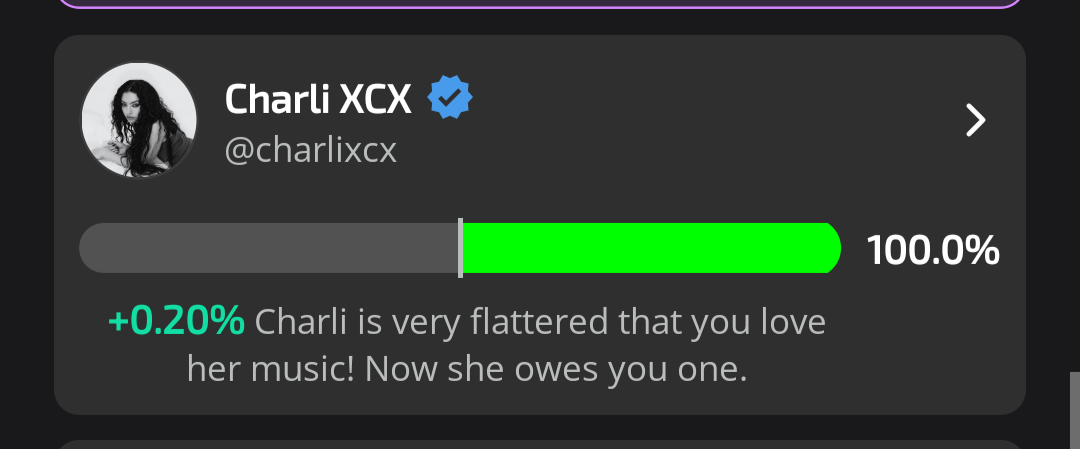 Charli XCX
@charlixcx
100.0%
+0.20% Charli is very flattered that you love
her music! Now she owes you one.